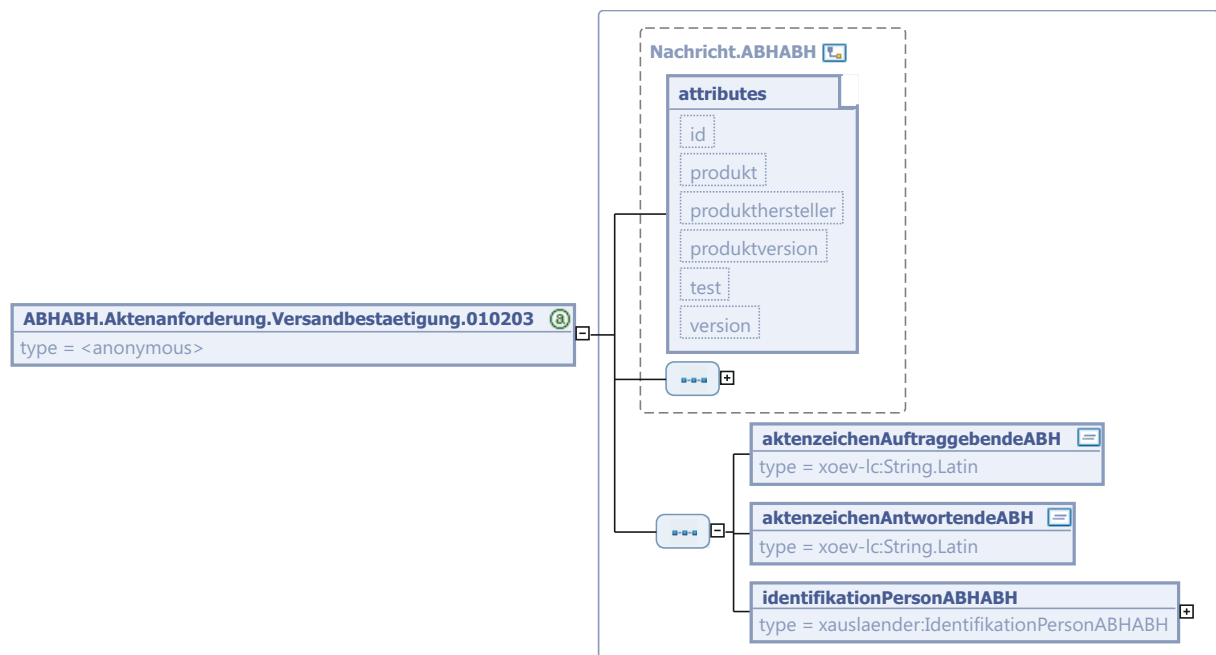 Nachricht.ABHABH
attributes
id
produkt
produkthersteller
produktversion
test
version
ABHABH.Aktenanforderung.Versandbestaetigung.010203 a
type = <anonymous>
aktenzeichenAuftraggebendeABH
type = xoev-lc:String.Latin
aktenzeichenAntwortendeABH
type = xoev-lc:String.Latin
identifikationPersonABHABH
type = xauslaender:IdentifikationPersonABHABH